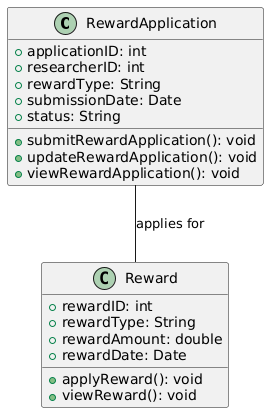 C RewardApplication
applicationID: int
researcherID: int
rewardType: String
submissionDate: Date
status: String
submitRewardApplication(): void
updateRewardApplication(): void
viewRewardApplication(): void
applies for
C Reward
rewardID: int
rewardType: String
rewardAmount: double
rewardDate: Date
applyReward(): void
viewReward(): void